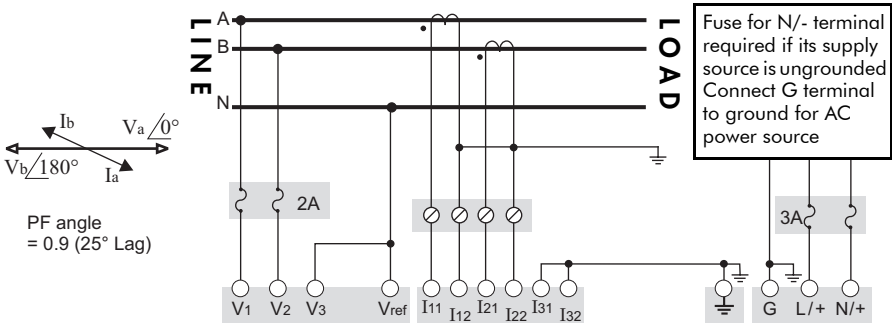 A
B
N
LINE
LOAD
Fuse for N/- terminal
required if its supply
source is ungrounded
Connect G terminal
to ground for AC
power source
Ib
Va/0°
Vb/180°
Ia
PF angle
= 0.9 (25° Lag)
2A
3A
V1 V2 V3 Vref I11 I12 I21 I22 I31 I32 G L/+ N/+